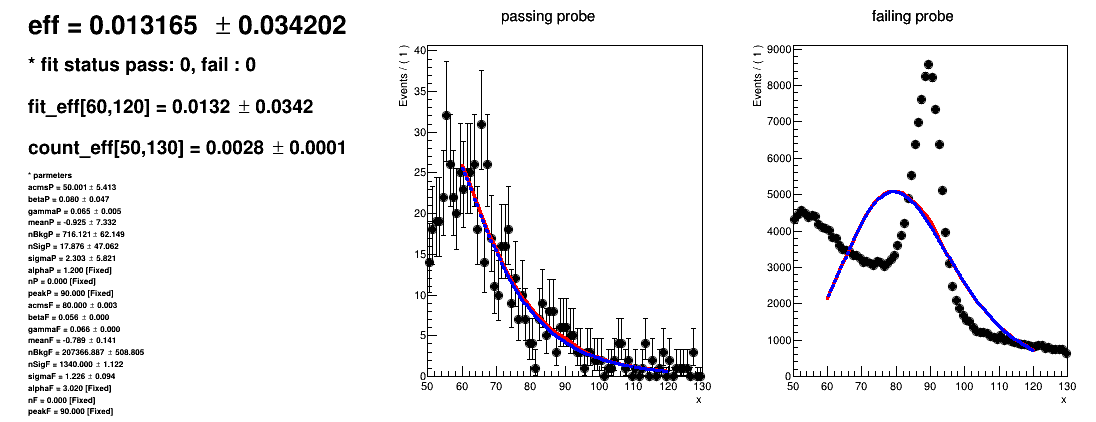 eff = 0.013165 ± 0.034202
* fit status pass: 0, fail : 0
fit_eff[60,120] = 0.0132 ± 0.0342
count_eff[50,130] = 0.0028 ± 0.0001
* parmeters
acmsP = 50.001 ± 5.413
betaP = 0.080 ± 0.047
gammaP = 0.065 ± 0.005
meanP = -0.925 ± 7.332
nBkgP = 716.121 ± 62.149
nSigP = 17.876 ± 47.062
sigmaP = 2.303 ± 5.821
alphaP = 1.200 [Fixed]
nP = 0.000 [Fixed]
peakP = 90.000 [Fixed]
acmsF = 80.000 ± 0.003
betaF = 0.056 ± 0.000
gammaF = 0.066 ± 0.000
meanF = -0.789 ± 0.141
nBkgF = 207366.887 ± 508.805
nSigF = 1340.000 ± 1.122
sigmaF = 1.226 ± 0.094
alphaF = 3.020 [Fixed]
nF = 0.000 [Fixed]
peakF = 90.000 [Fixed]
passing probe
Events / ( 1 )
40
35
30
25
20
15
10
5
0
50 60 70 80 90 100 110 120 130
x
failing probe
Events / ( 1 )
9000
8000
7000
6000
5000
4000
3000
2000
1000
0
50 60 70 80 90 100 110 120 130
x